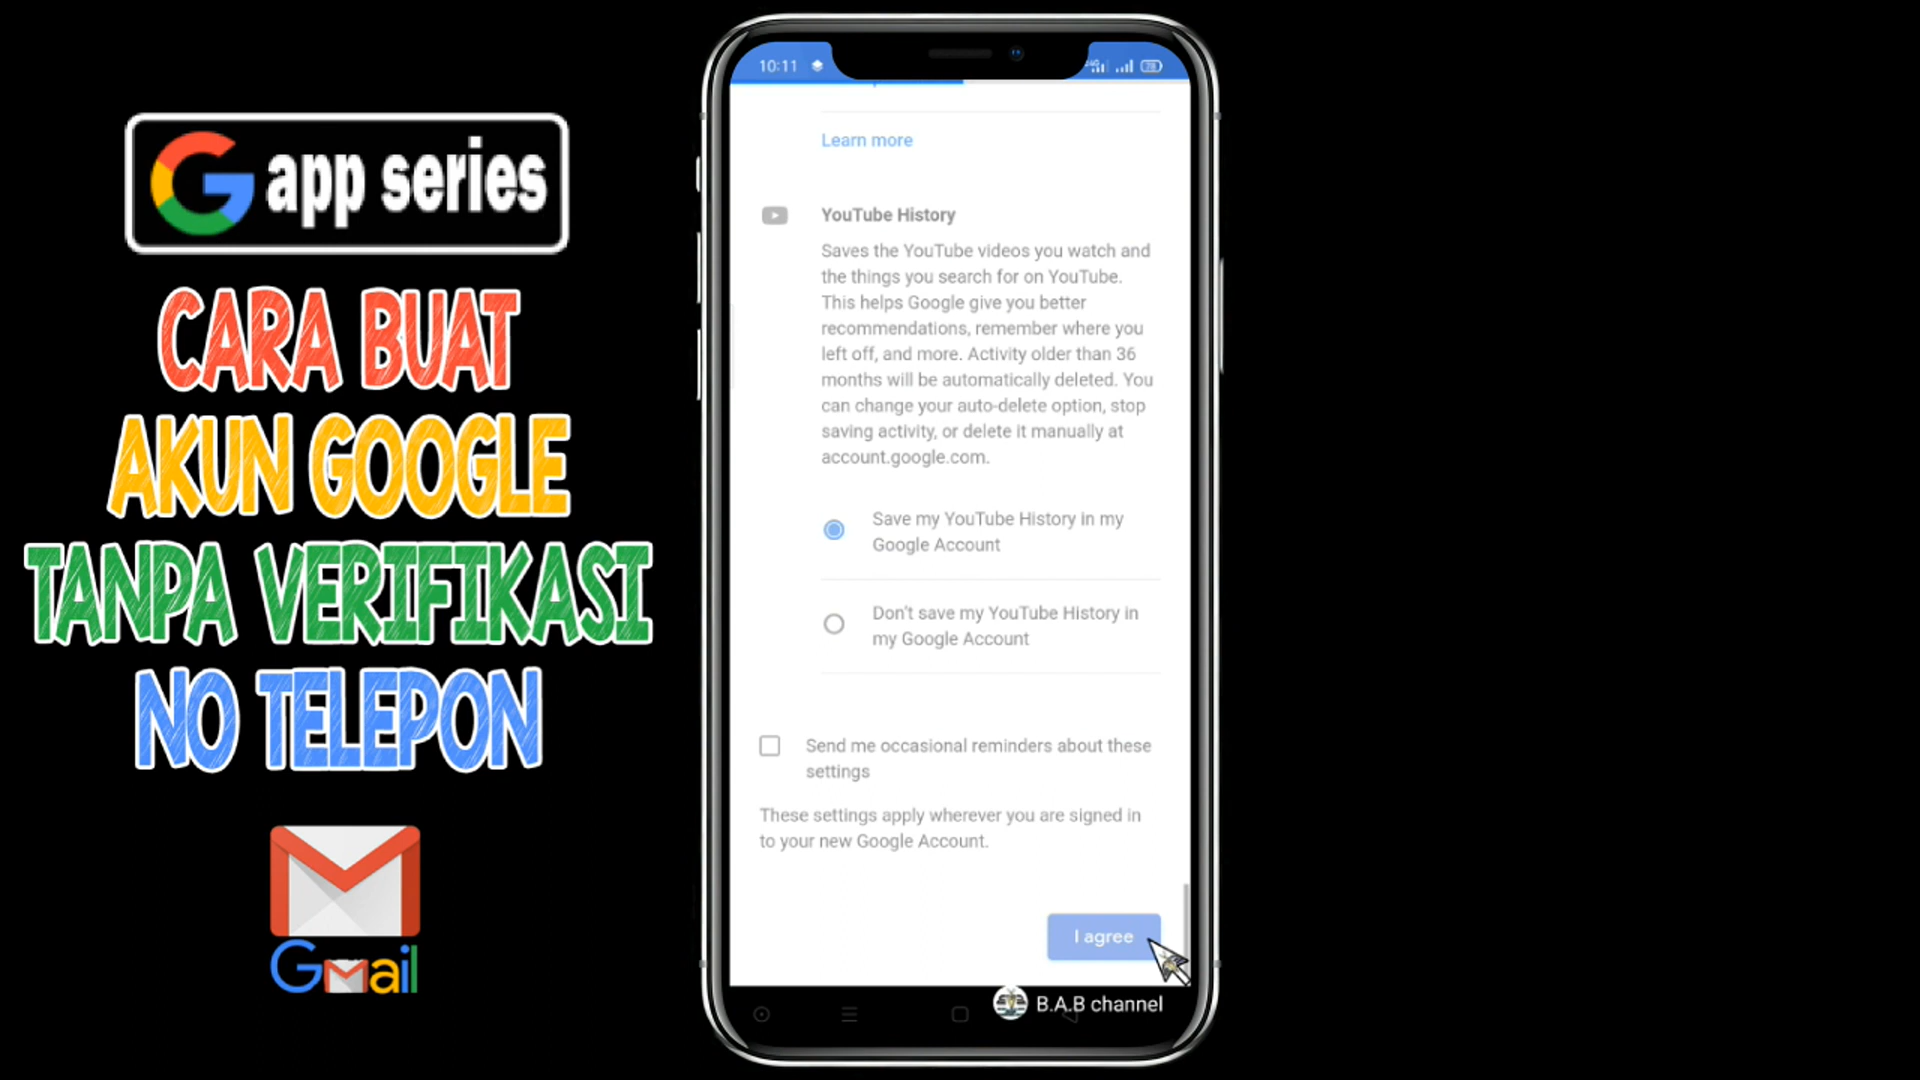 G app series
CARA BUAT
AKUN GOOGLE
TANPA VERIFIKASI
NO TELEPON
Gmail
10:11
Learn more
YouTube History
Saves the YouTube videos you watch and
the things you search for on YouTube.
This helps Google give you better
recommendations, remember where you
left off, and more. Activity older than 36
months will be automatically deleted. You
can change your auto-delete option, stop
saving activity, or delete it manually at
account.google.com.
Save my YouTube History in my
Google Account
Don't save my YouTube History in
my Google Account
Send me occasional reminders about these
settings
These settings apply wherever you are signed in
to your new Google Account.
I agree
B.A.B channel